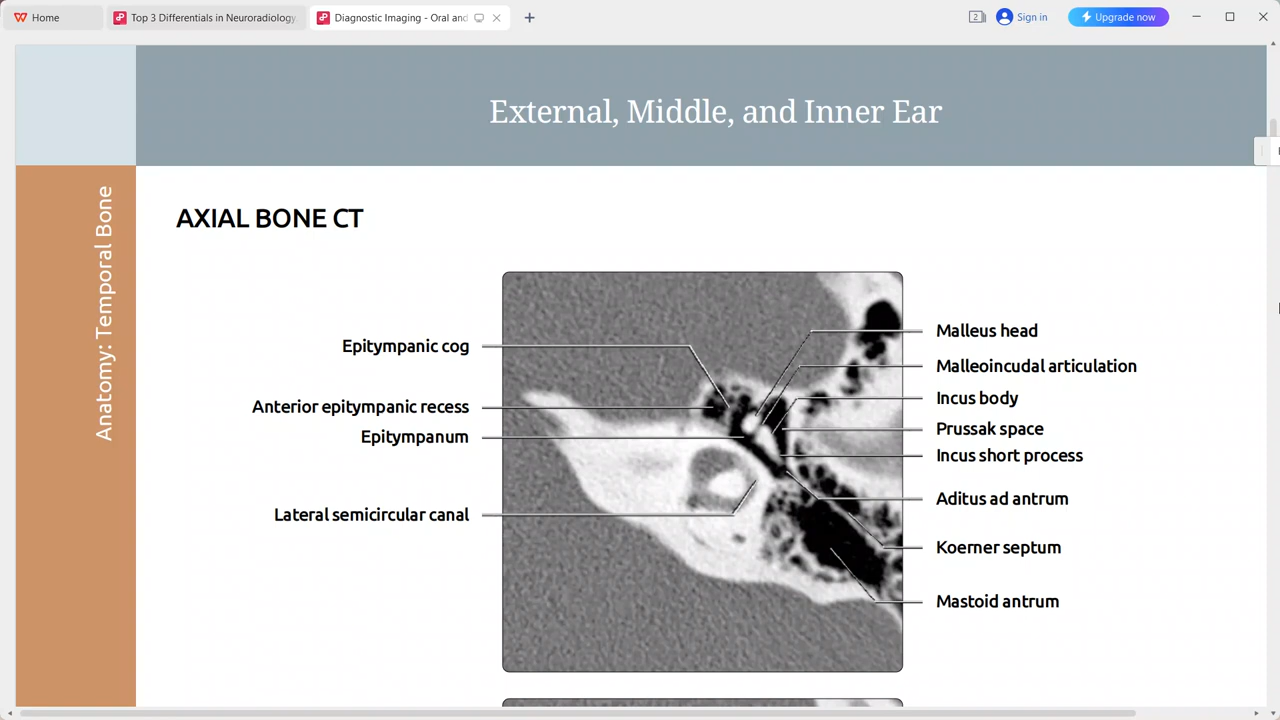 Home
Top 3 Differentials in Neuroradiology.
Diagnostic Imaging - Oral and
2
Sign in
Upgrade now
External, Middle, and Inner Ear
Anatomy: Temporal Bone
AXIAL BONE CT
Epitympanic cog
Anterior epitympanic recess
Epitympanum
Lateral semicircular canal
Malleus head
Malleoincudal articulation
Incus body
Prussak space
Incus short process
Aditus ad antrum
Koerner septum
Mastoid antrum